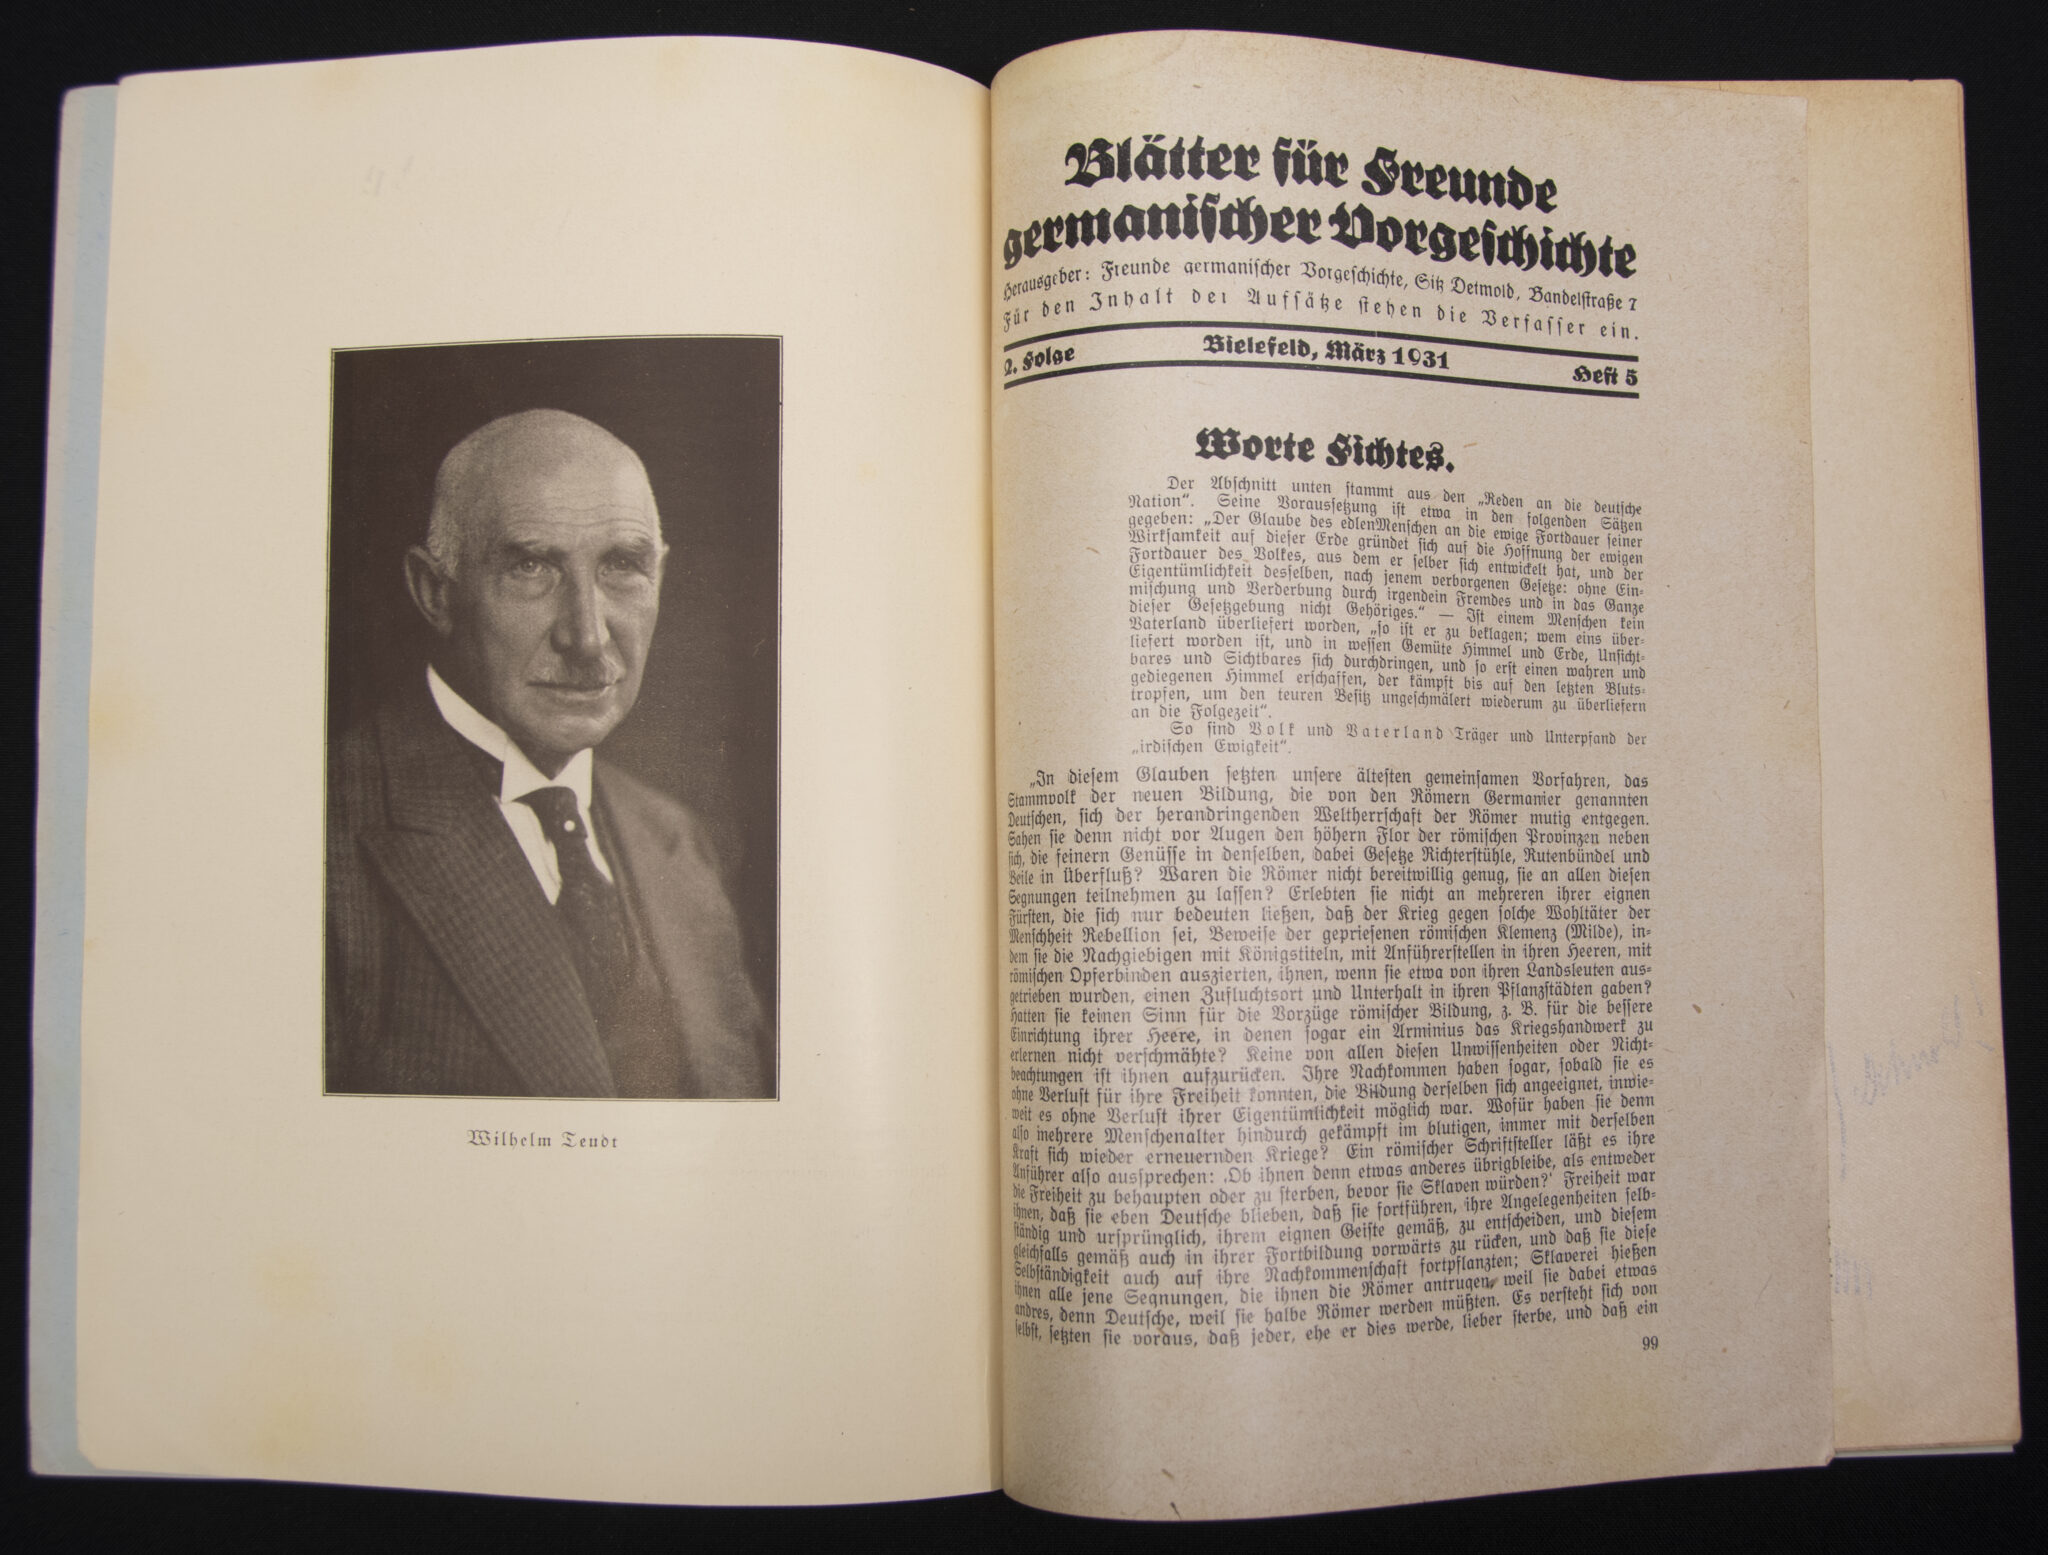 Wilhelm Teudt
Blätter für Freunde
germanischer Vorgeschichte
Herausgeber: Freunde germanischer Vorgeschichte, Sitz Detmold, Bandelstraße 7
Für den Inhalt der Aufsätze stehen die Verfasser ein.
2. Folge Bielefeld, März 1931 Heft 5
Worte Fichtes.
Der Abschnitt unten stammt aus den „Reden an die deutsche
Nation“. Seine Voraussetzung ist etwa in den folgenden Sätzen
gegeben: „Der Glaube des edlen Menschen an die ewige Fortdauer seiner
Wirksamkeit auf dieser Erde gründet sich auf die Hoffnung der ewigen
Fortdauer des Volkes, aus dem er selber sich entwickelt hat, und der
Eigentümlichkeit desselben, nach jenem verborgenen Gesetze: ohne Ein-
mischung und Verderbung durch irgendein Fremdes und in das Ganze
dieser Gesetzgebung nicht Gehöriges.“ — Ist einem Menschen kein
Vaterland überliefert worden, „so ist er zu beklagen; wem eins über-
liefert worden ist, und in wessen Gemüte Himmel und Erde, Unsicht-
bares und Sichtbares sich durchdringen, und so erst einen wahren und
gediegenen Himmel erschaffen, der kämpft bis auf den letzten Bluts-
tropfen, um den teuren Besitz ungeschmälert wiederum zu überliefern
an die Folgezeit“.
So sind Volk und Vaterland Träger und Unterpfand der
„irdischen Ewigkeit“.
„In diesem Glauben setzten unsere ältesten gemeinsamen Vorfahren, das
Stammvolk der neuen Bildung, die von den Römern Germanier genannten
Deutschen, sich der herandringenden Weltherrschaft der Römer mutig entgegen.
Sahen sie denn nicht vor Augen den höhern Flor der römischen Provinzen neben
sich, die feinern Genüsse in denselben, dabei Gesetze Richterstühle, Rutenbündel und
Beile in Überfluß? Waren die Römer nicht bereitwillig genug, sie an allen diesen
Segnungen teilnehmen zu lassen? Erlebten sie nicht an mehreren ihrer eignen
Fürsten, die sich nur bedeuten ließen, daß der Krieg gegen solche Wohltäter der
Menschheit Rebellion sei, Beweise der gepriesenen römischen Klemenz (Milde), in-
dem sie die Nachgiebigen mit Königstiteln, mit Anführerstellen in ihren Heeren, mit
römischen Opferbinden auszierten, ihnen, wenn sie etwa von ihren Landsleuten aus-
getrieben wurden, einen Zufluchtsort und Unterhalt in ihren Pflanzstädten gaben?
Hatten sie keinen Sinn für die Vorzüge römischer Bildung, z. B. für die bessere
Einrichtung ihrer Heere, in denen sogar ein Arminius das Kriegshandwerk zu
erlernen nicht verschmähte? Keine von allen diesen Unwissenheiten oder Nicht-
beachtungen ist ihnen aufzurücken. Ihre Nachkommen haben sogar, sobald sie es
ohne Verlust für ihre Freiheit konnten, die Bildung derselben sich angeeignet, inwie-
weit es ohne Verlust ihrer Eigentümlichkeit möglich war. Wofür haben sie denn
also mehrere Menschenalter hindurch gekämpft im blutigen, immer mit derselben
Kraft sich wieder erneuernden Kriege? Ein römischer Schriftsteller läßt es ihre
Anführer also aussprechen: ‚Ob ihnen denn etwas anderes übrigbleibe, als entweder
die Freiheit zu behaupten oder zu sterben, bevor sie Sklaven würden?‘ Freiheit war
ihnen, daß sie eben Deutsche blieben, daß sie fortführen, ihre Angelegenheiten selb-
ständig und ursprünglich, ihrem eignen Geiste gemäß, zu entscheiden, und diesem
gleichfalls gemäß auch in ihrer Fortbildung vorwärts zu rücken, und daß sie diese
Selbständigkeit auch auf ihre Nachkommenschaft fortpflanzten; Sklaverei hießen
ihnen alle jene Segnungen, die ihnen die Römer antrugen, weil sie dabei etwas
andres, denn Deutsche, weil sie halbe Römer werden müßten. Es versteht sich von
selbst, setzten sie voraus, daß jeder, ehe er dies werde, lieber sterbe, und daß ein
99